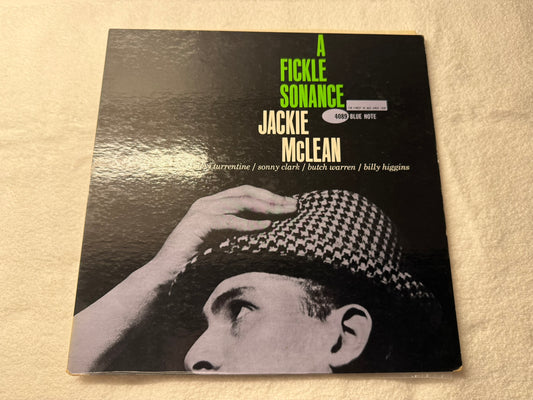 A
FICKLE
SONANCE
4089 BLUE NOTE
JACKIE
McLEAN
turrentine / sonny clark / butch warren / billy higgins